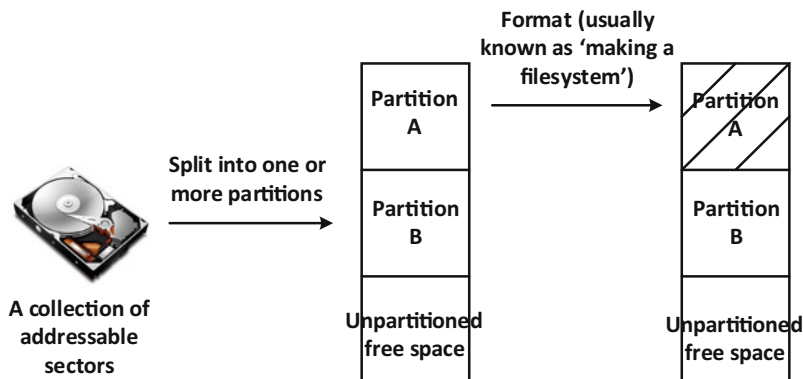 A collection of
addressable
sectors
Split into one or
more partitions
Partition
A
Partition
B
Unpartitioned
free space
Format (usually
known as ‘making a
filesystem’)
Partition
A
Partition
B
Unpartitioned
free space